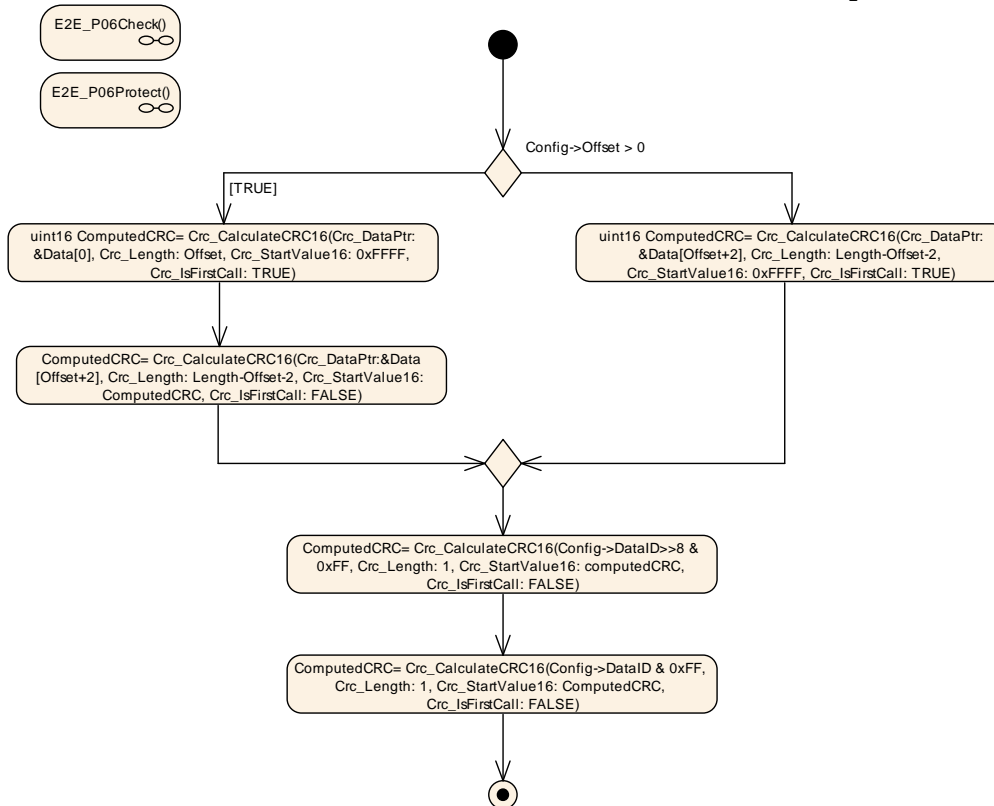 E2E_P06Check()
E2E_P06Protect()
Config->Offset > 0
[TRUE]
uint16 ComputedCRC= Crc_CalculateCRC16(Crc_DataPtr:
&Data[0], Crc_Length: Offset, Crc_StartValue16: 0xFFFF,
Crc_IsFirstCall: TRUE)
uint16 ComputedCRC= Crc_CalculateCRC16(Crc_DataPtr:
&Data[Offset+2], Crc_Length: Length-Offset-2,
Crc_StartValue16: 0xFFFF, Crc_IsFirstCall: TRUE)
ComputedCRC= Crc_CalculateCRC16(Crc_DataPtr:&Data
[Offset+2], Crc_Length: Length-Offset-2, Crc_StartValue16:
ComputedCRC, Crc_IsFirstCall: FALSE)
ComputedCRC= Crc_CalculateCRC16(Config->DataID>>8 &
0xFF, Crc_Length: 1, Crc_StartValue16: computedCRC,
Crc_IsFirstCall: FALSE)
ComputedCRC= Crc_CalculateCRC16(Config->DataID & 0xFF,
Crc_Length: 1, Crc_StartValue16: ComputedCRC,
Crc_IsFirstCall: FALSE)